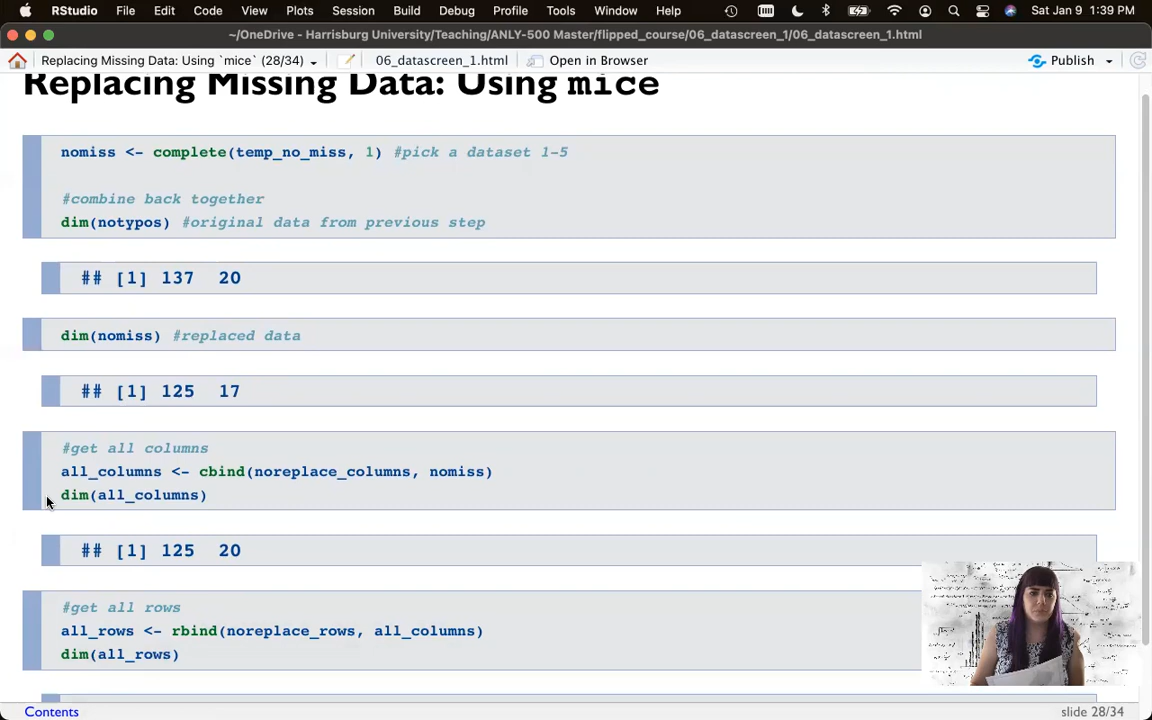 RStudio File Edit Code View Plots Session Build Debug Profile Tools Window Help Sat Jan 9 1:39 PM
~/OneDrive - Harrisburg University/Teaching/ANLY-500 Master/flipped_course/06_datascreen_1/06_datascreen_1.html
Replacing Missing Data: Using `mice` (28/34) 06_datascreen_1.html Open in Browser Publish
Replacing Missing Data: Using mice
nomiss <- complete(temp_no_miss, 1) #pick a dataset 1-5
#combine back together
dim(notypos) #original data from previous step
## [1] 137 20
dim(nomiss) #replaced data
## [1] 125 17
#get all columns
all_columns <- cbind(noreplace_columns, nomiss)
dim(all_columns)
## [1] 125 20
#get all rows
all_rows <- rbind(noreplace_rows, all_columns)
dim(all_rows)
Contents slide 28/34